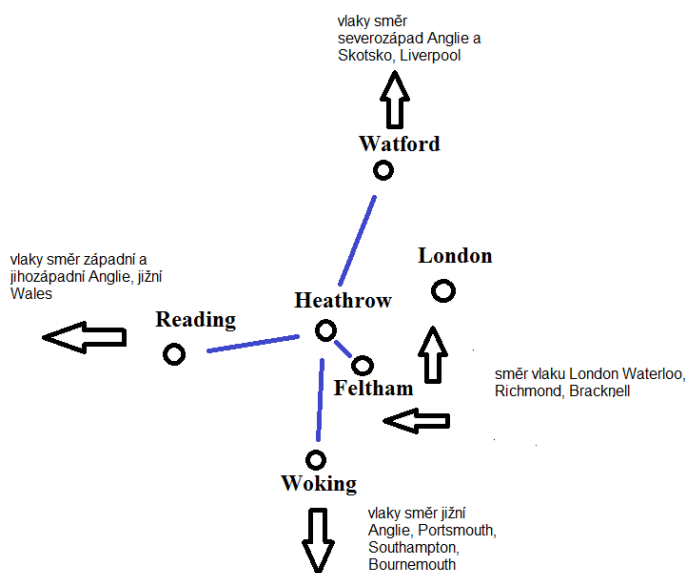 vlaky směr
severozápad Anglie a
Skotsko, Liverpool
Watford
vlaky směr západní a
jihozápadní Anglie, jižní
Wales
London
Heathrow
Reading
Feltham
směr vlaku London Waterloo,
Richmond, Bracknell
Woking
vlaky směr jižní
Anglie, Portsmouth,
Southampton,
Bournemouth